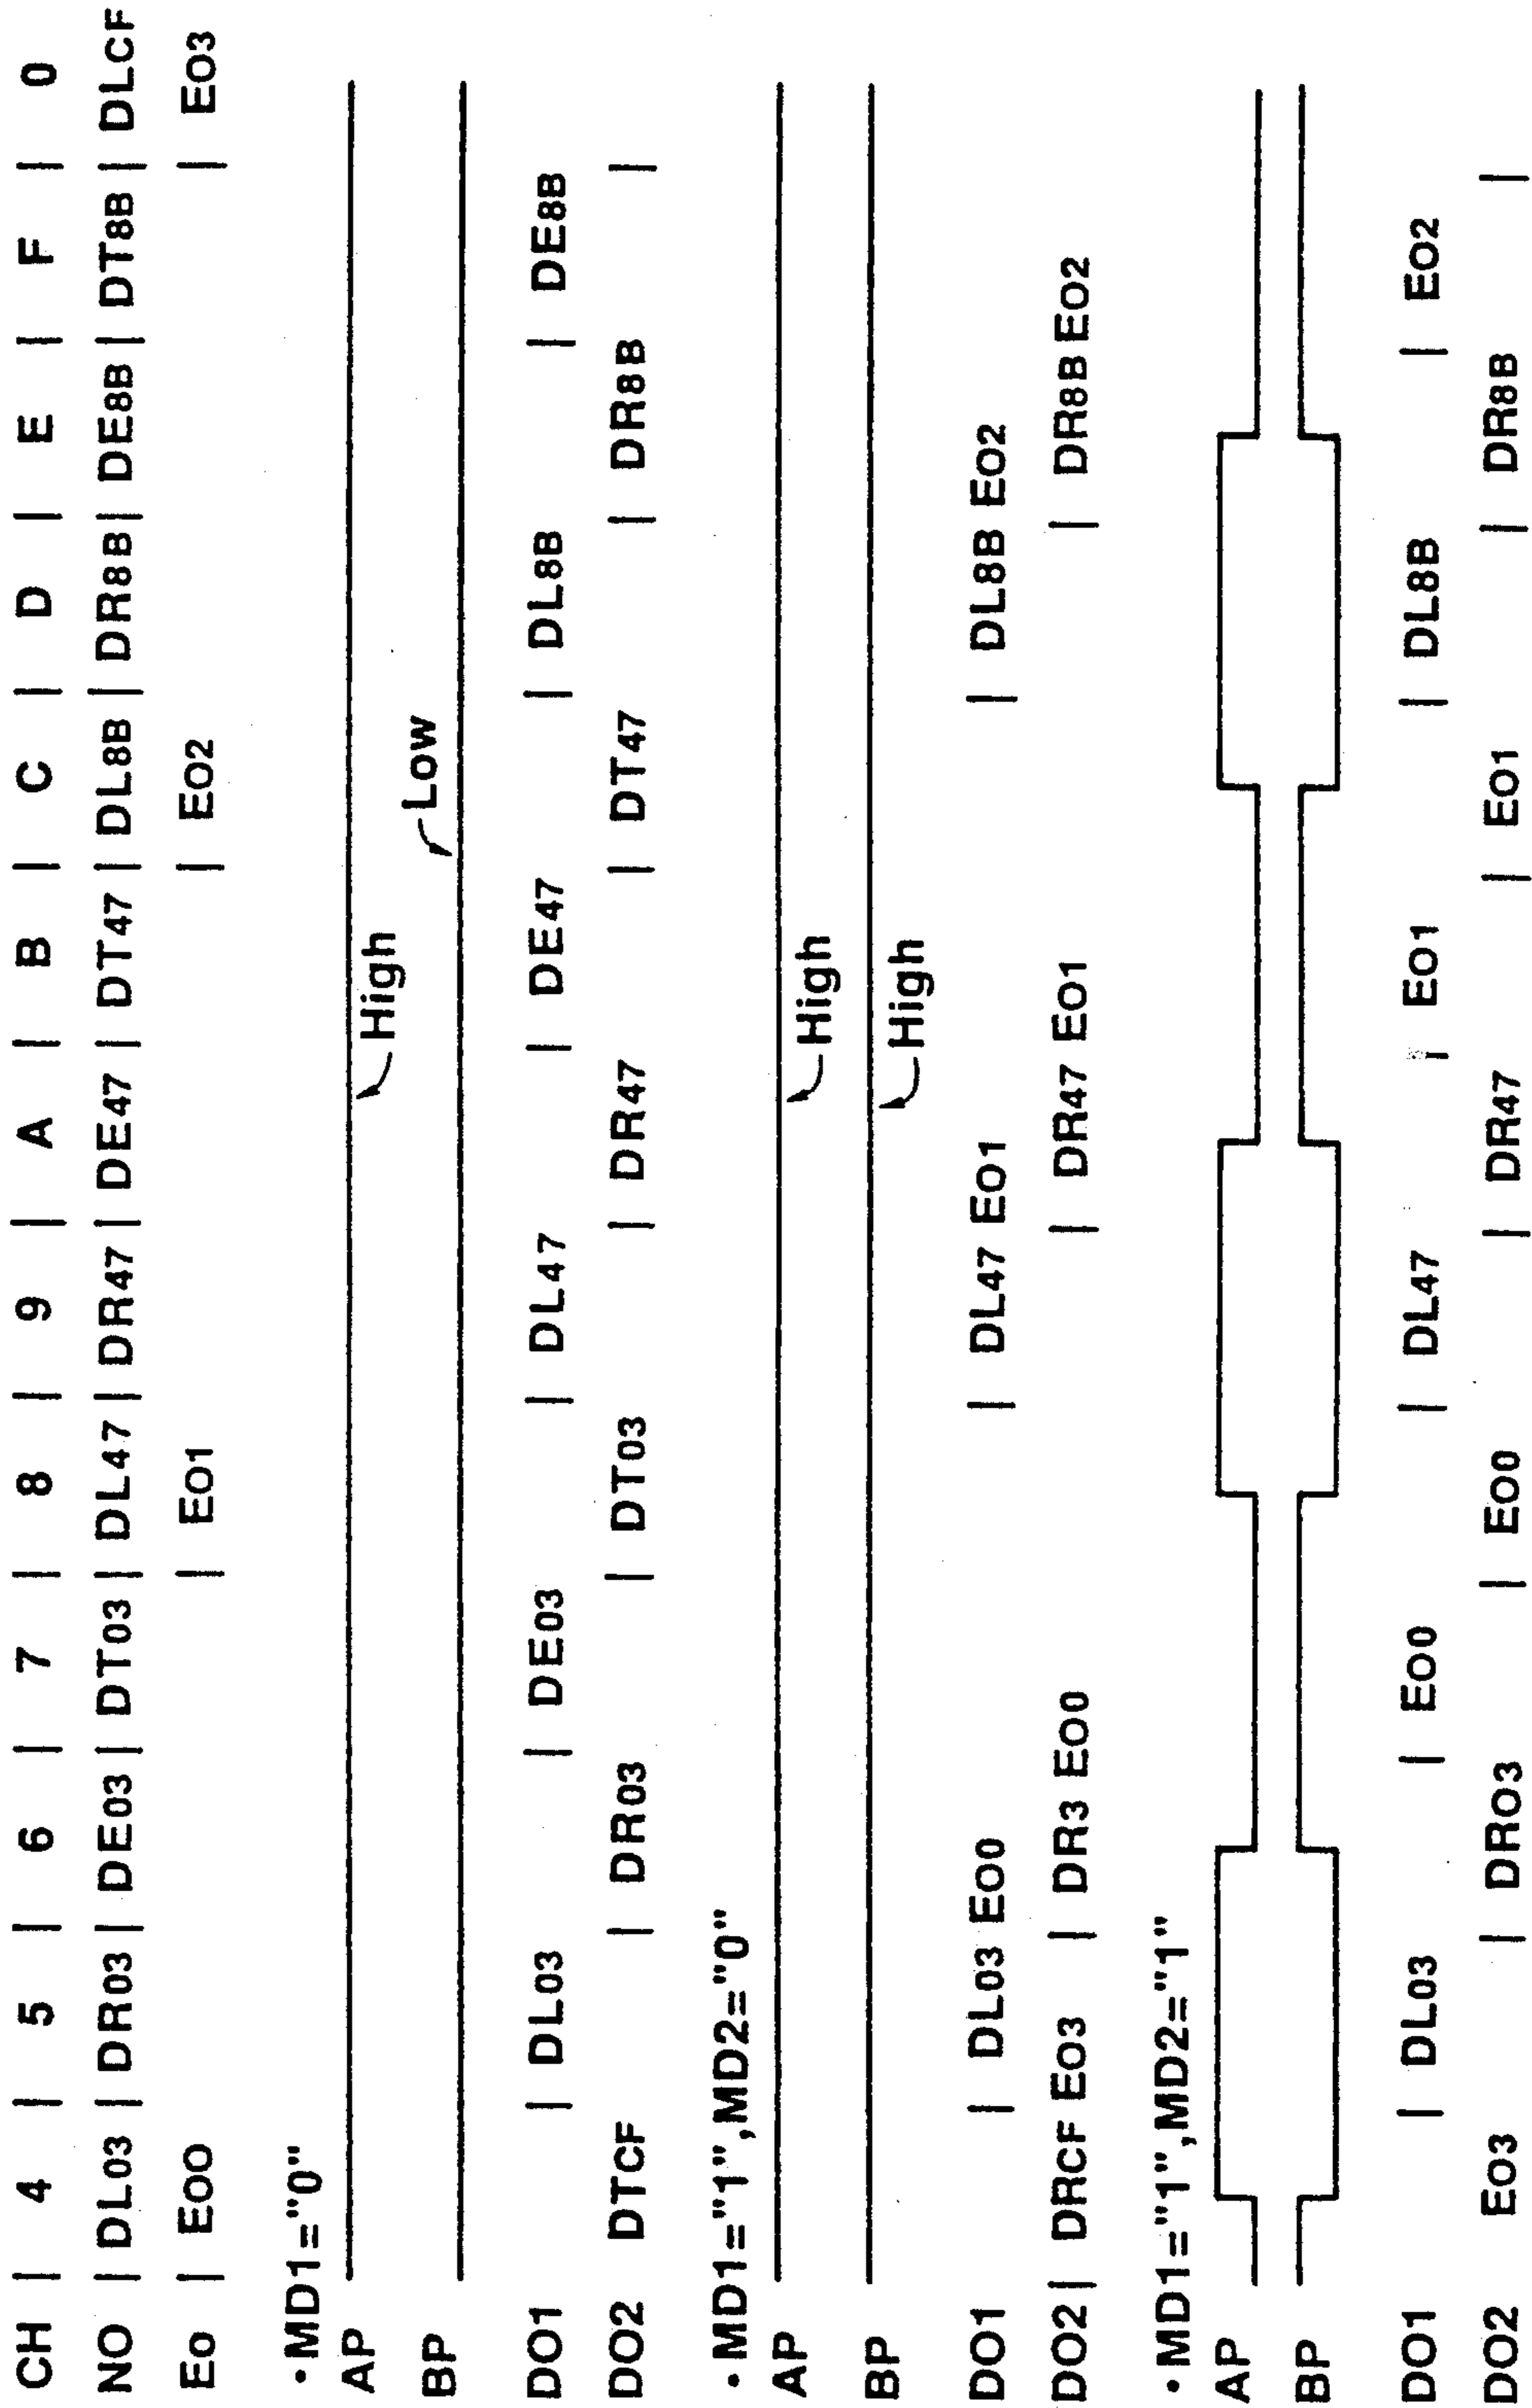 CH | 4 | 5 | 6 | 7 | 8 | 9 | A | B | C | D | E | F | 0
NO | DL03 | DR03 | DE03 | DT03 | DL47 | DR47 | DE47 | DT47 | DL8B | DR8B | DE8B | DT8B | DLCF
Eo | EOO | EO1 | EO2 | EO3
•MD1="0"
AP High
BP Low
DO1 | DL03 | DE03 | DL47 | DE47 | DL8B | DE8B
DO2 DTCF | DR03 | DT03 | DR47 | DT47 | DR8B |
•MD1="1",MD2="0"
AP High
BP High
DO1 | DL03 EO0 | DL47 EO1 | DL8B EO2
DO2 | DRCF EO3 | DR3 EO0 | DR47 EO1 | DR8B EO2
•MD1="1",MD2="1"
AP
BP
DO1 | DL03 | EO0 | DL47 | EO1 | DL8B | EO2
DO2 EO3 | DRO3 | EO0 | DR47 | EO1 | DR8B |